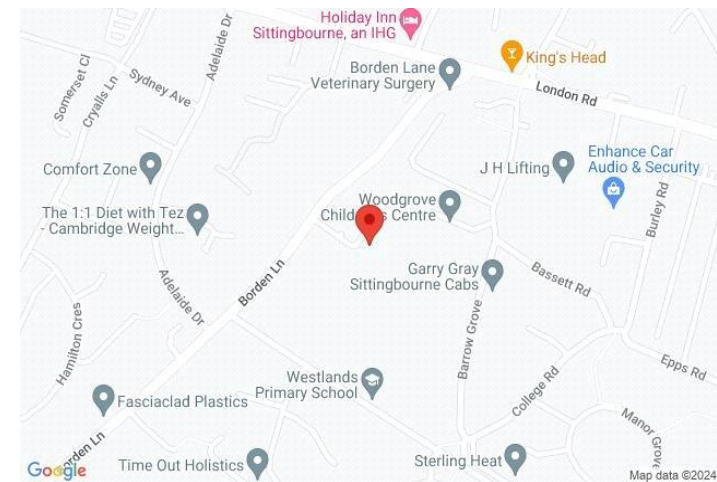 Holiday Inn
Sittingbourne, an IHG
King's Head
Borden Lane
Veterinary Surgery
London Rd
Adelaide Dr
Somerset Cl
Cryalls Ln
Sydney Ave
Comfort Zone
J H Lifting
Enhance Car
Audio & Security
Burley Rd
The 1:1 Diet with Tez
- Cambridge Weight...
Woodgrove
Centre
Borden Ln
Garry Gray
Sittingbourne Cabs
Bassett Rd
Adelaide Dr
Hamilton Cres
Barrow Grove
Epps Rd
Westlands
Primary School
College Rd
Manor Grove
Fasciaclad Plastics
Ln
Time Out Holistics
Sterling Heat
Google
Map data ©2024